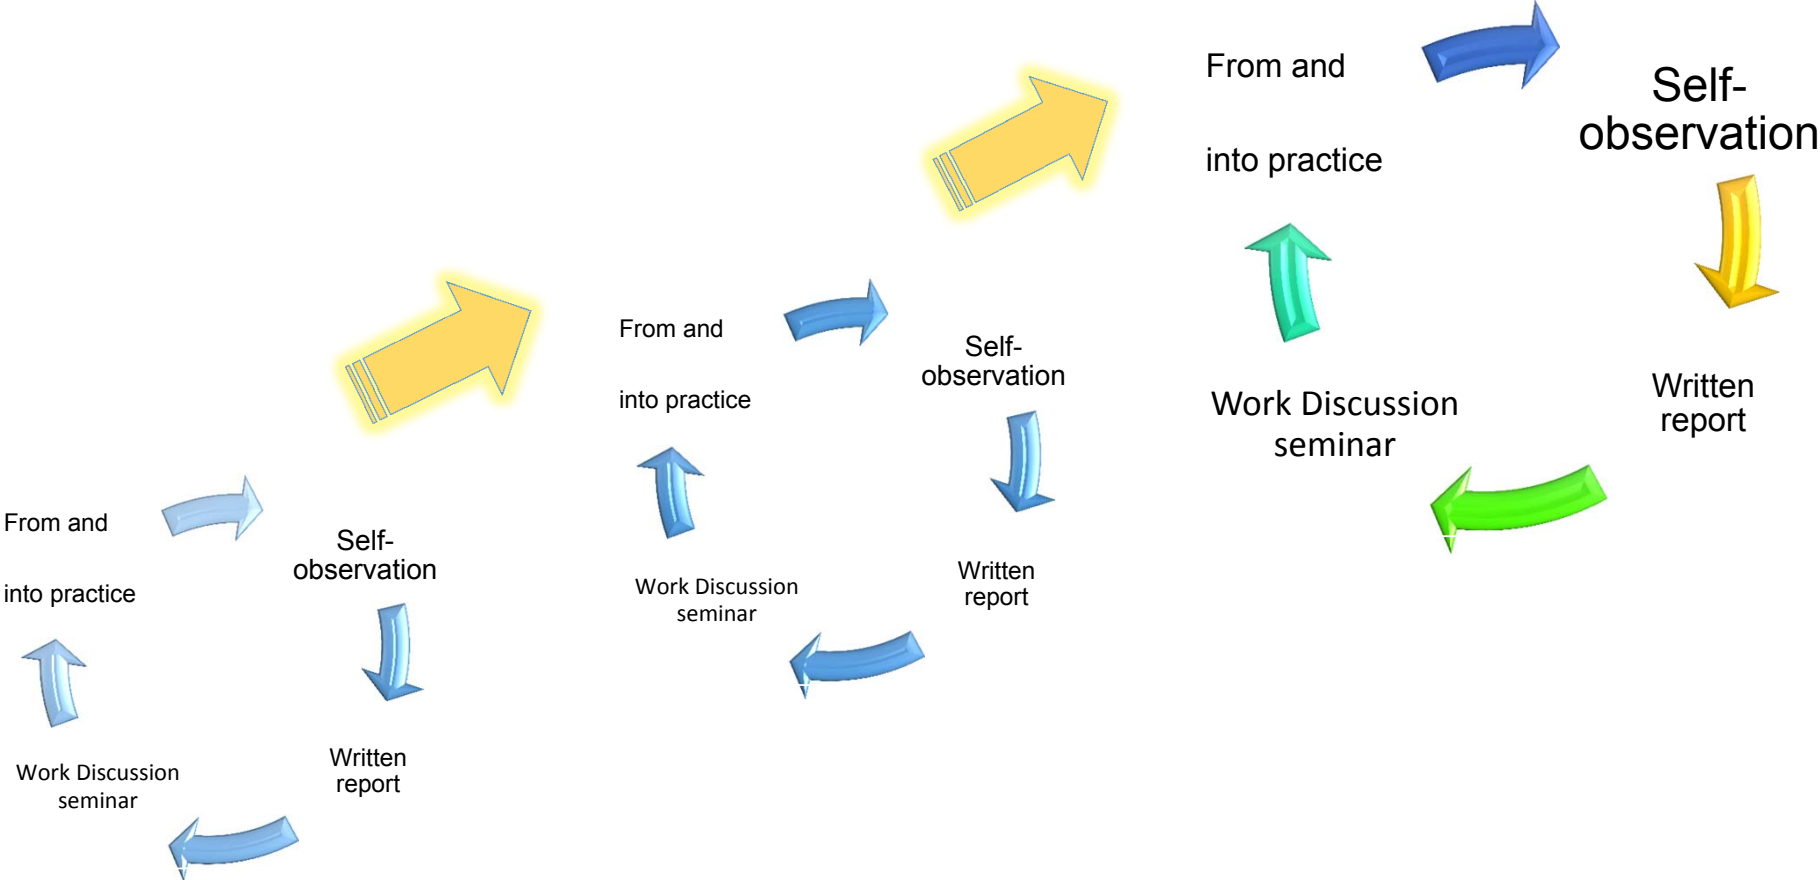 From and
into practice
Self-
observation
Written
report
Work Discussion
seminar
From and
into practice
Self-
observation
Written
report
Work Discussion
seminar
From and
into practice
Self-
observation
Written
report
Work Discussion
seminar